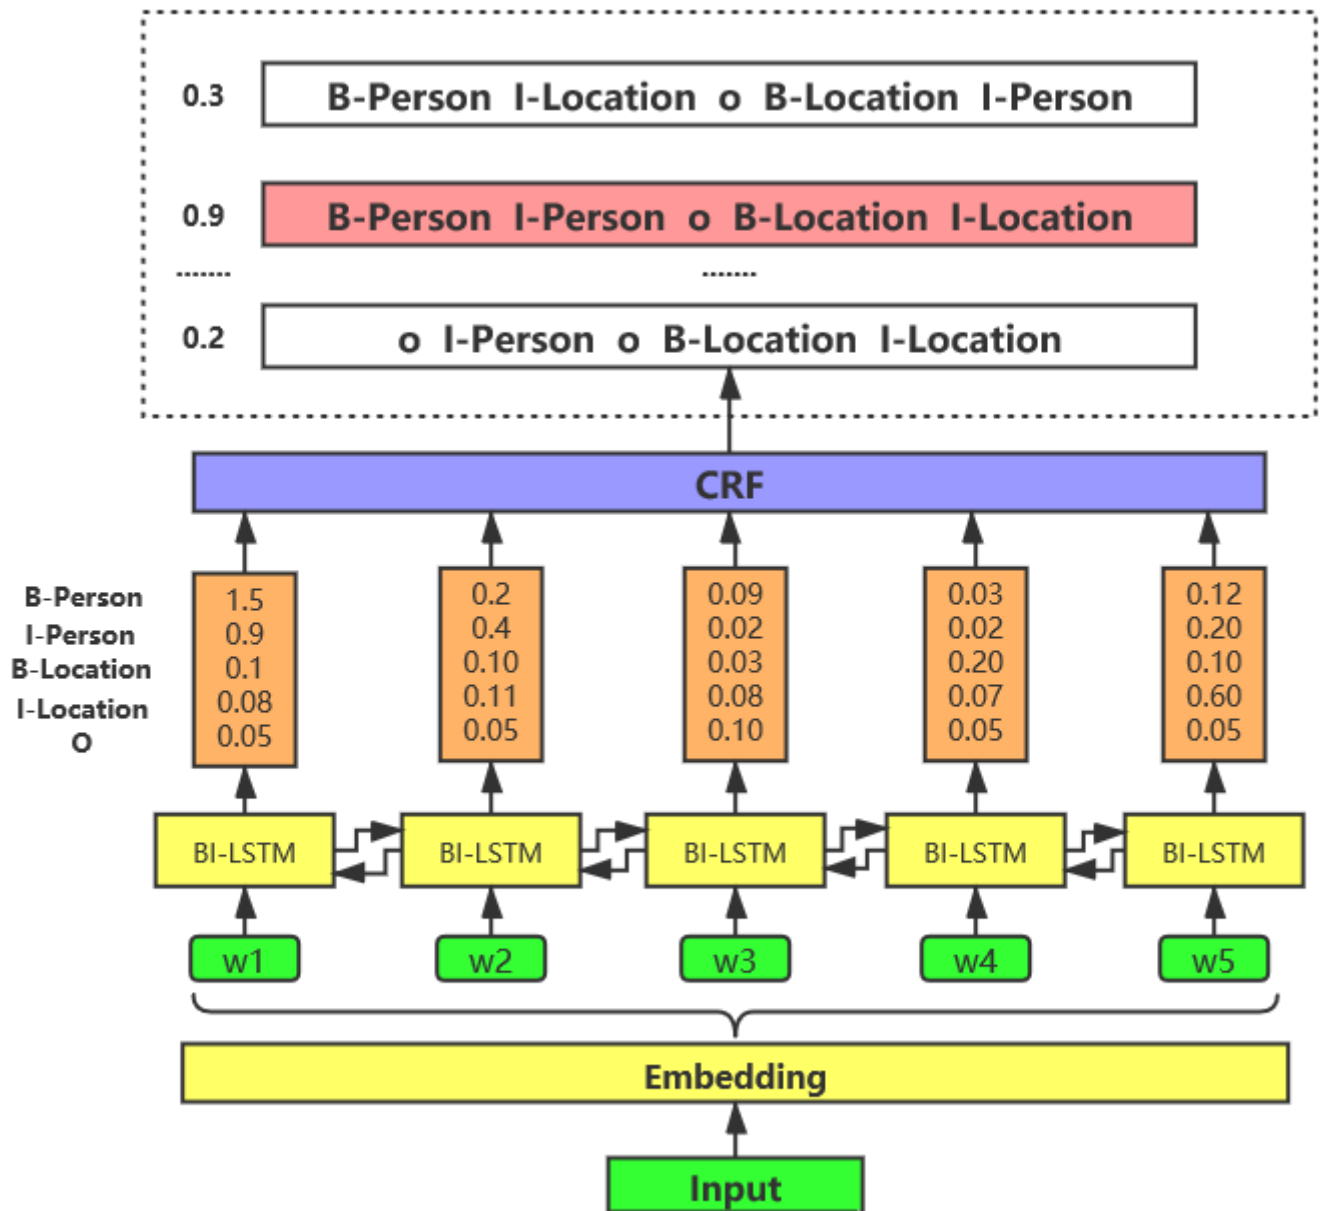 0.3 B-Person I-Location o B-Location I-Person
0.9 B-Person I-Person o B-Location I-Location
....... .......
0.2 o I-Person o B-Location I-Location
CRF
B-Person 1.5 0.2 0.09 0.03 0.12
I-Person 0.9 0.4 0.02 0.02 0.20
B-Location 0.1 0.10 0.03 0.20 0.10
I-Location 0.08 0.11 0.08 0.07 0.60
O 0.05 0.05 0.10 0.05 0.05
BI-LSTM BI-LSTM BI-LSTM BI-LSTM BI-LSTM
w1 w2 w3 w4 w5
Embedding
Input